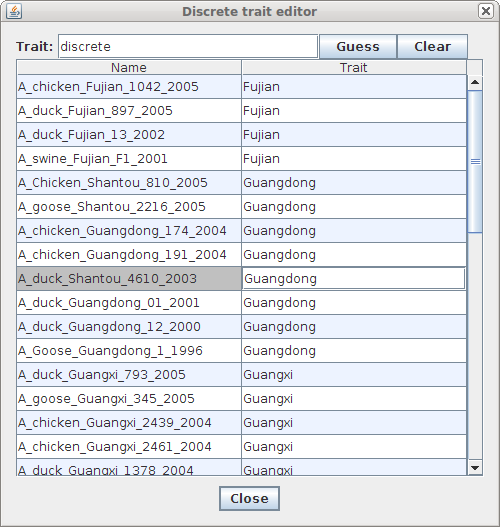 Discrete trait editor
Trait: discrete Guess Clear
Name Trait
A_chicken_Fujian_1042_2005 Fujian
A_duck_Fujian_897_2005 Fujian
A_duck_Fujian_13_2002 Fujian
A_swine_Fujian_F1_2001 Fujian
A_Chicken_Shantou_810_2005 Guangdong
A_goose_Shantou_2216_2005 Guangdong
A_chicken_Guangdong_174_2004 Guangdong
A_chicken_Guangdong_191_2004 Guangdong
A_duck_Shantou_4610_2003 Guangdong
A_duck_Guangdong_01_2001 Guangdong
A_duck_Guangdong_12_2000 Guangdong
A_Goose_Guangdong_1_1996 Guangdong
A_duck_Guangxi_793_2005 Guangxi
A_goose_Guangxi_345_2005 Guangxi
A_chicken_Guangxi_2439_2004 Guangxi
A_chicken_Guangxi_2461_2004 Guangxi
A_duck_Guangxi_1378_2004 Guangxi
Close